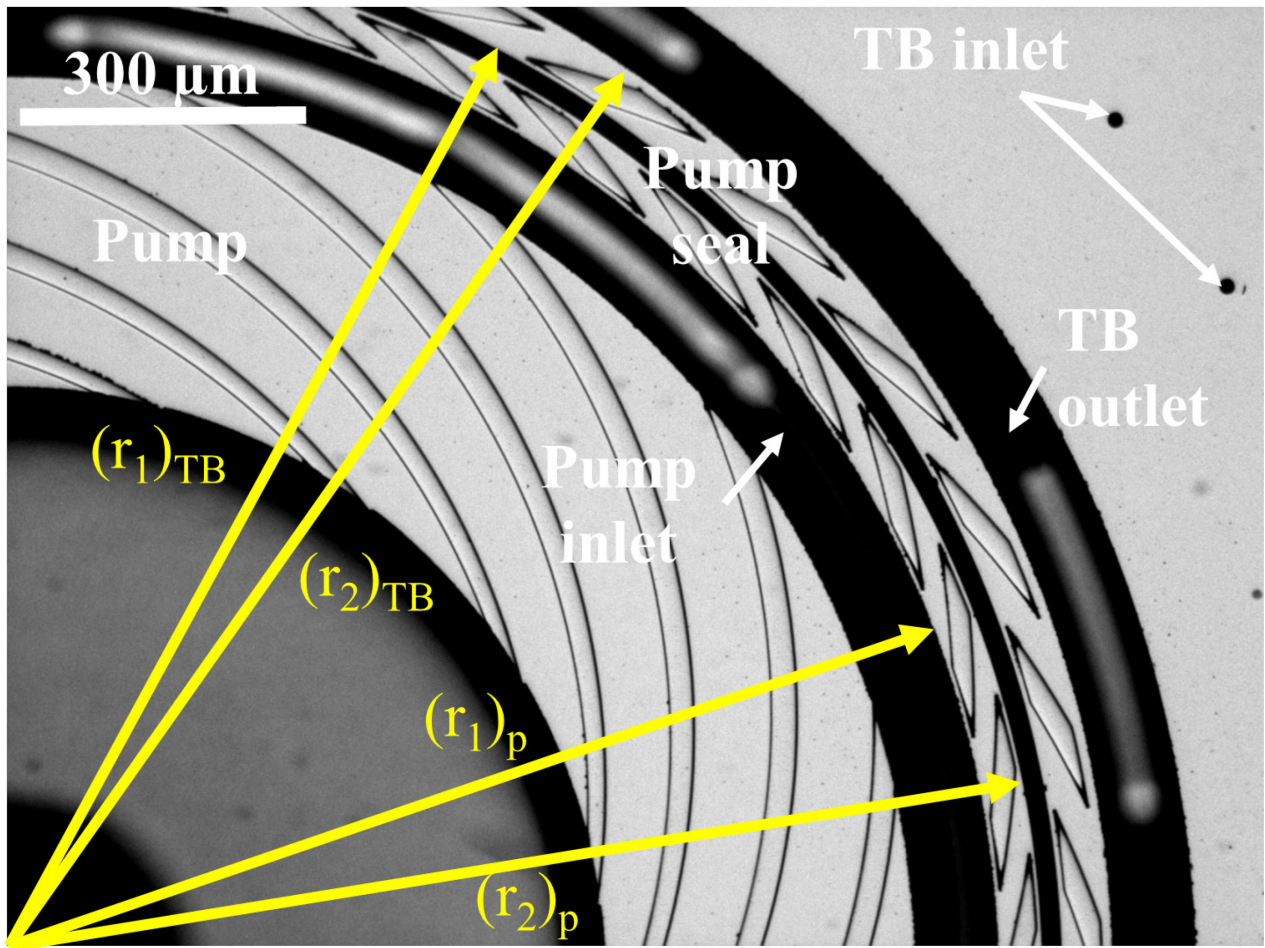 300 μm
TB inlet
Pump
Pump
seal
TB
outlet
(r₁)TB
Pump
inlet
(r₂)TB
(r₁)p
(r₂)p